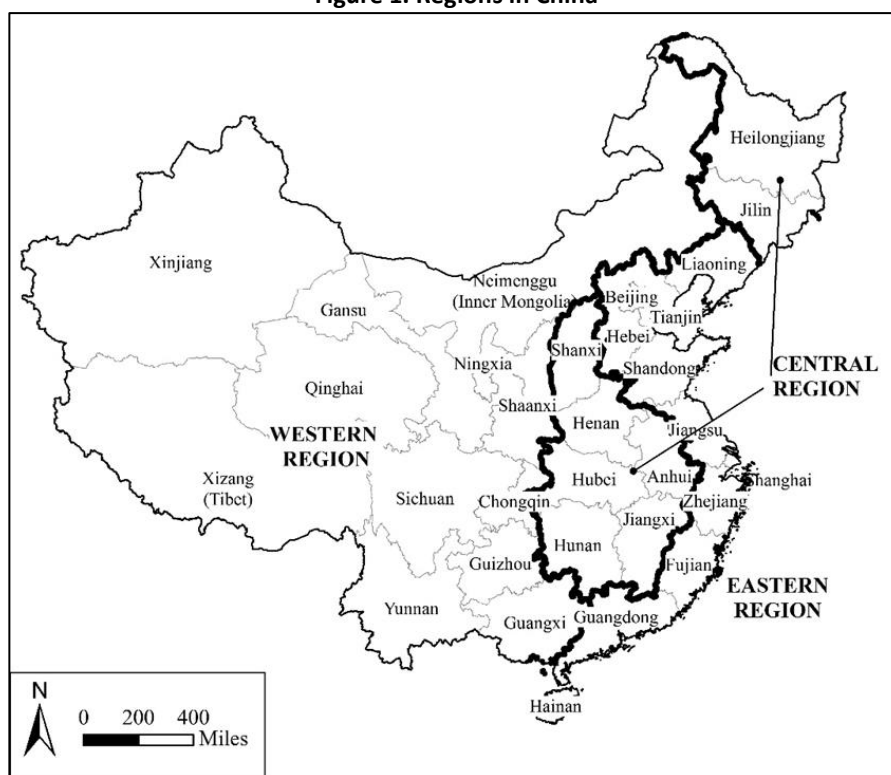 Figure 1. Regions in China
Heilongjiang
Jilin
Liaoning
Xinjiang
Neimenggu
(Inner Mongolia)
Beijing
Gansu
Tianjin
Hebei
Shanxi
Ningxia
Shandong
CENTRAL
REGION
Qinghai
Shaanxi
Henan
Jiangsu
WESTERN
REGION
Xizang
(Tibet)
Sichuan
Hubei
Anhui
Shanghai
Chongqin
Zhejiang
Jiangxi
Hunan
Guizhou
Fujian
EASTERN
REGION
Yunnan
Guangxi
Guangdong
Hainan
N
0 200 400
Miles